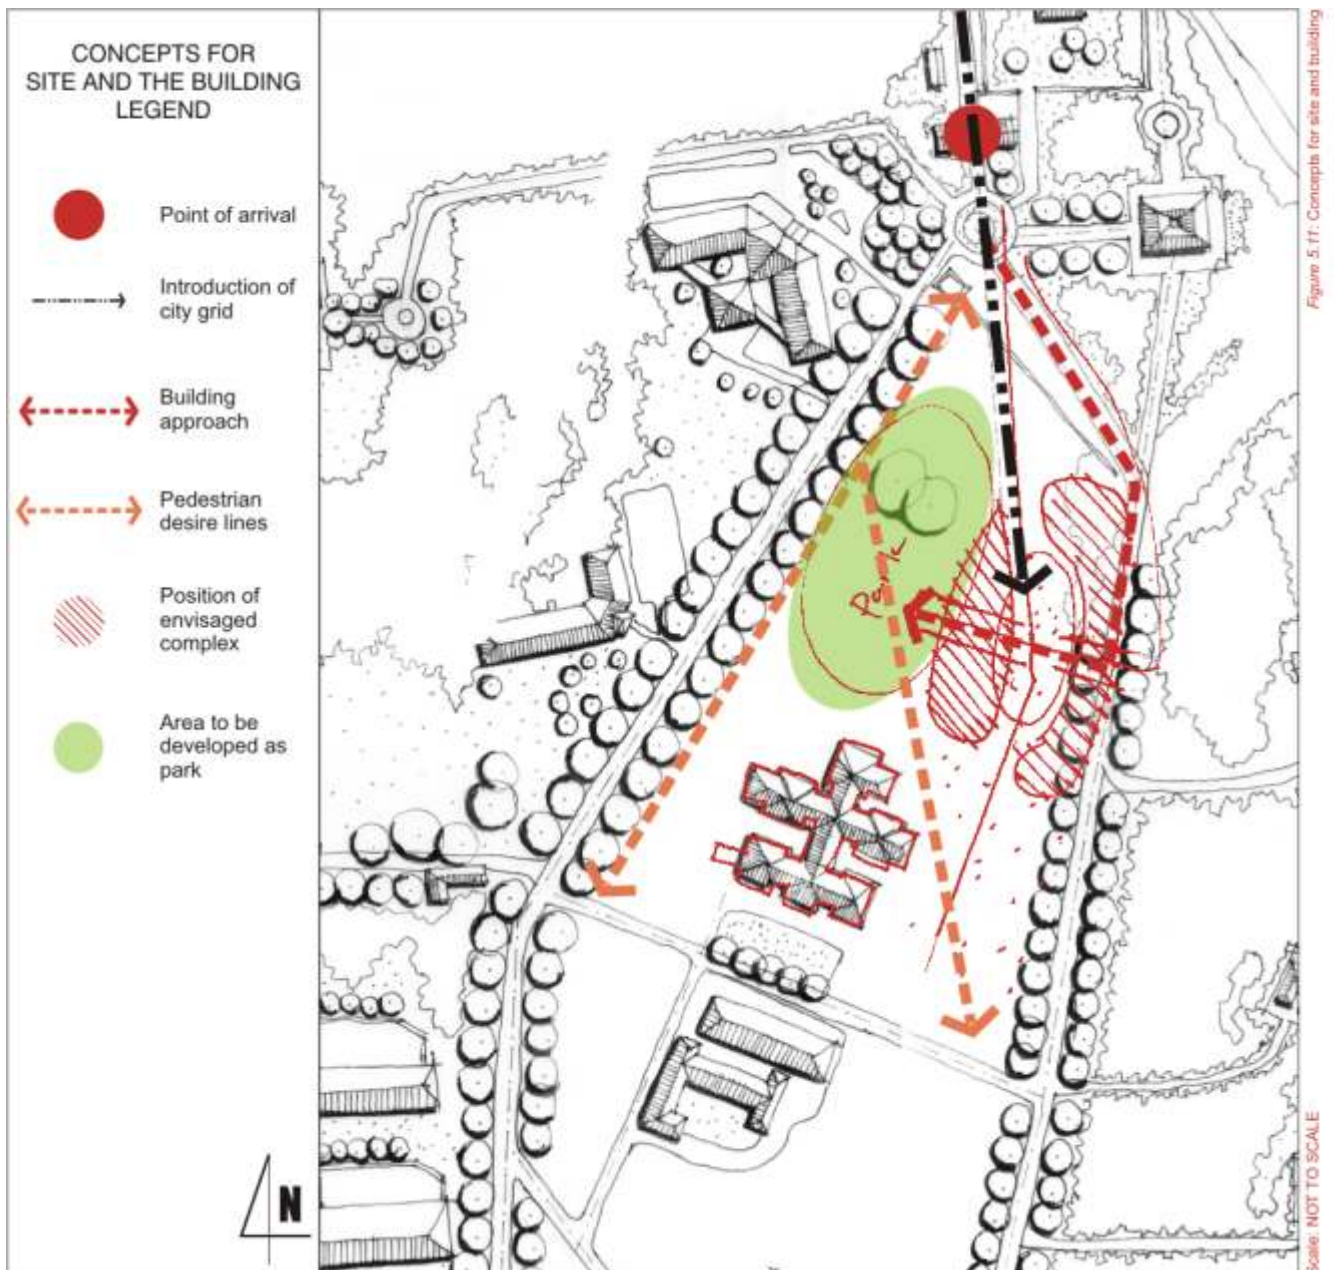 CONCEPTS FOR
SITE AND THE BUILDING
LEGEND
Point of arrival
Introduction of
city grid
Building
approach
Pedestrian
desire lines
Position of
envisaged
complex
Area to be
developed as
park
N
Park
Figure 5.11: Concepts for site and building
Scale: NOT TO SCALE